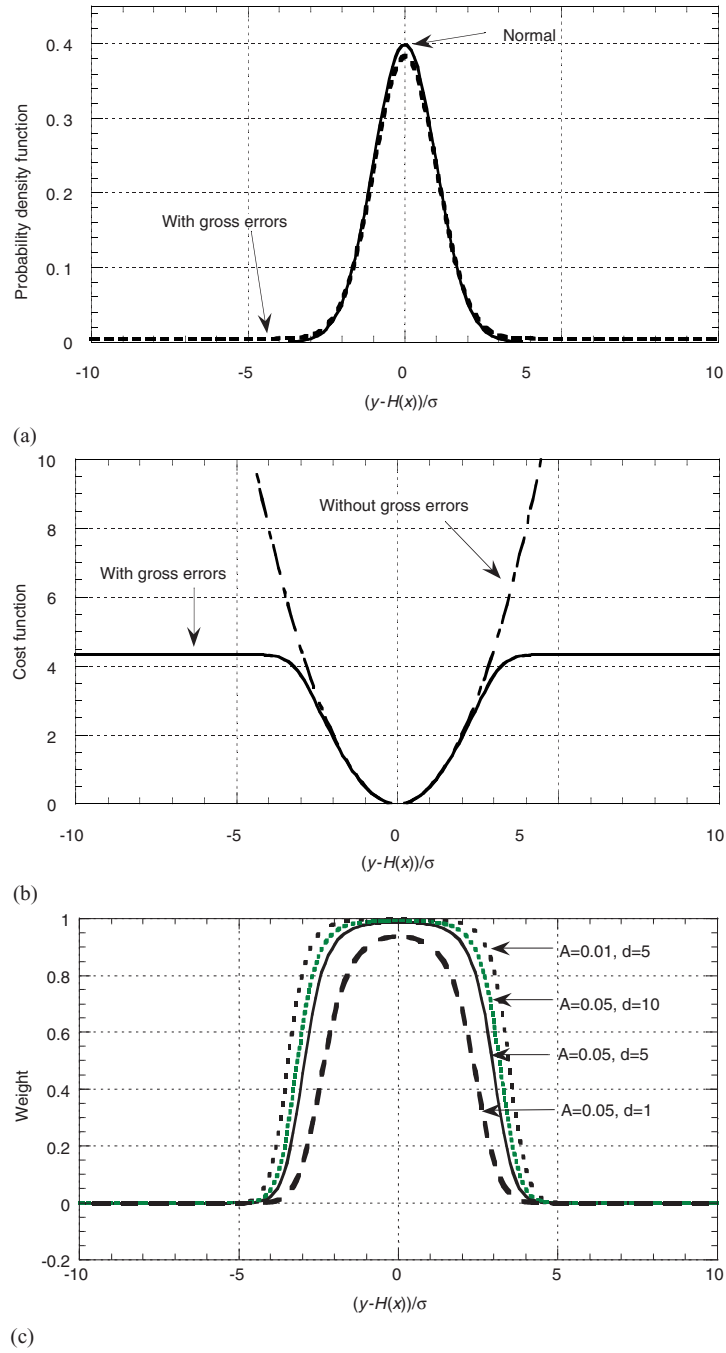 0.4
0.3
0.2
0.1
0
Probability density function
Normal
With gross errors
-10 -5 0 5 10
(y-H(x))/σ
(a)
10
8
6
4
2
0
Cost function
Without gross errors
With gross errors
-10 -5 0 5 10
(y-H(x))/σ
(b)
1
0.8
0.6
0.4
0.2
0
-0.2
Weight
A=0.01, d=5
A=0.05, d=10
A=0.05, d=5
A=0.05, d=1
-10 -5 0 5 10
(y-H(x))/σ
(c)